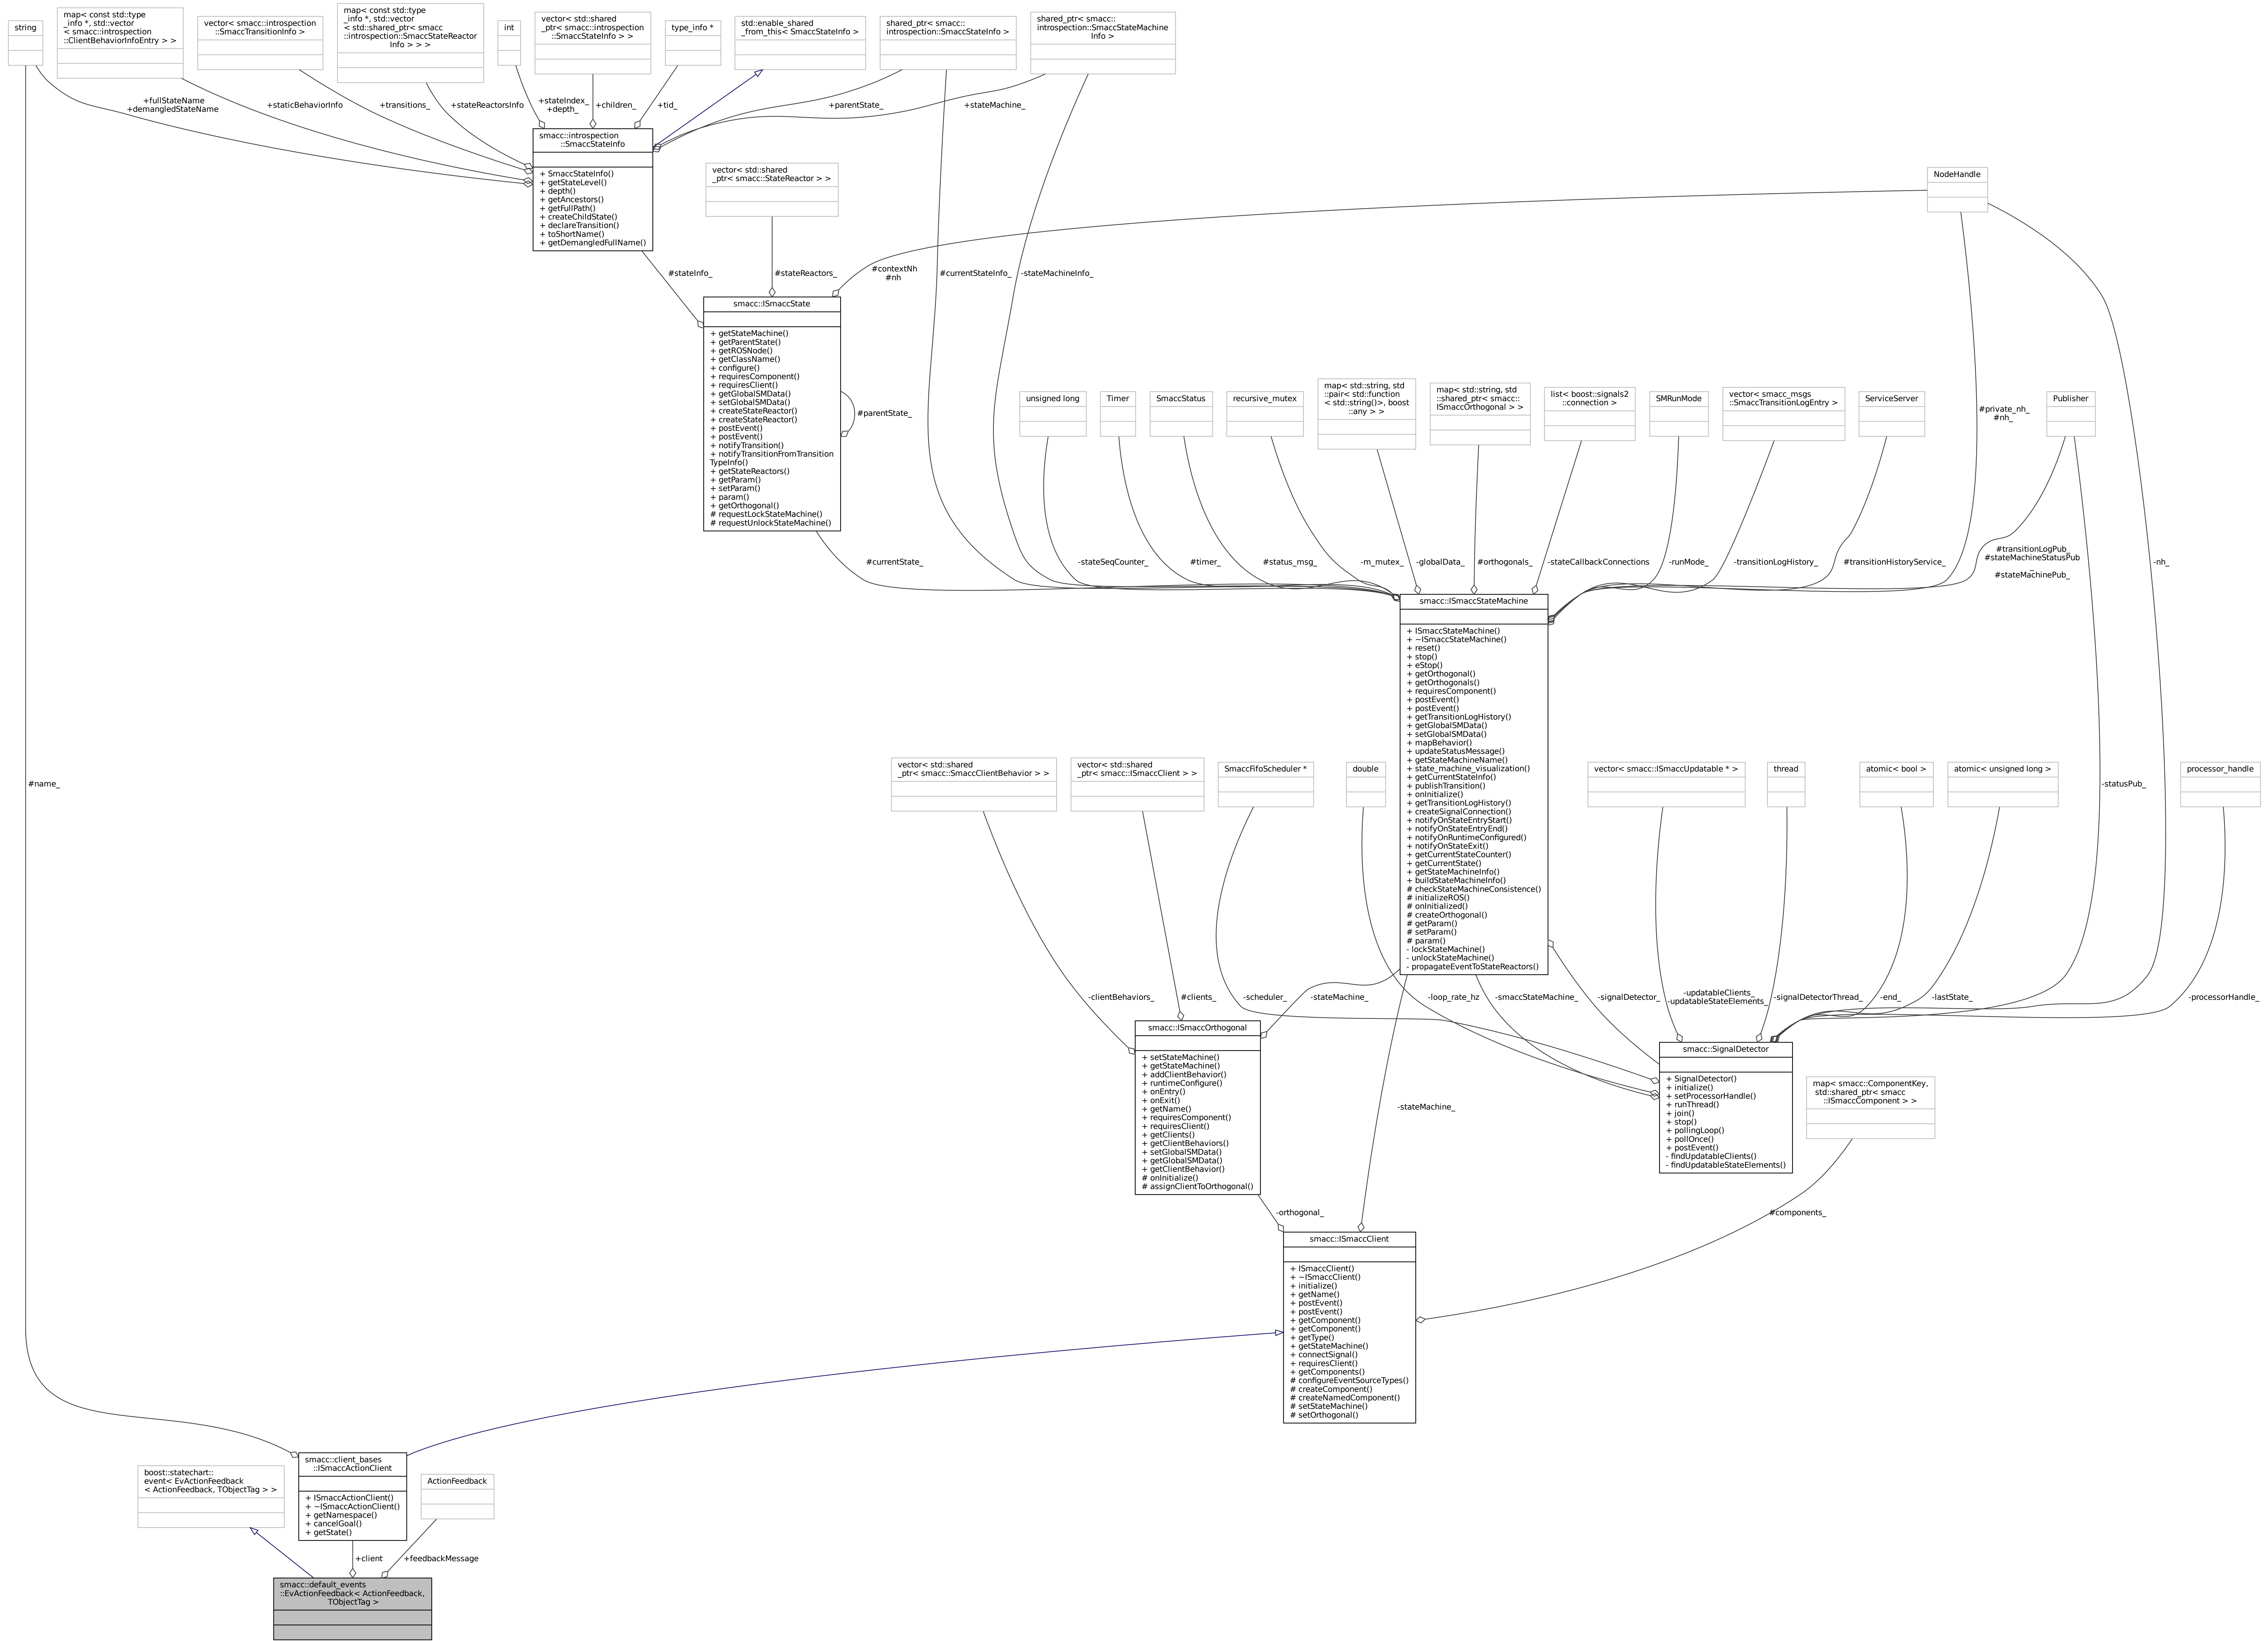 string
map< const std::type
_info *, std::vector
< smacc::introspection
::ClientBehaviorInfoEntry > >
vector< smacc::introspection
::SmaccTransitionInfo >
map< const std::type
_info *, std::vector
< std::shared_ptr< smacc
::introspection::SmaccStateReactor
Info > > >
int
vector< std::shared
_ptr< smacc::introspection
::SmaccStateInfo > >
type_info *
std::enable_shared
_from_this< SmaccStateInfo >
shared_ptr< smacc::
introspection::SmaccStateInfo >
shared_ptr< smacc::
introspection::SmaccStateMachine
Info >
+fullStateName
+demangledStateName
+staticBehaviorInfo
+transitions_
+stateReactorsInfo
+stateIndex_
+depth_
+children_
+tid_
+parentState_
+stateMachine_
smacc::introspection
::SmaccStateInfo
+ SmaccStateInfo()
+ getStateLevel()
+ depth()
+ getAncestors()
+ getFullPath()
+ createChildState()
+ declareTransition()
+ toShortName()
+ getDemangledFullName()
vector< std::shared
_ptr< smacc::StateReactor > >
NodeHandle
#stateInfo_
#stateReactors_
#contextNh
#nh
#currentStateInfo_
-stateMachineInfo_
smacc::ISmaccState
+ getStateMachine()
+ getParentState()
+ getROSNode()
+ getClassName()
+ configure()
+ requiresComponent()
+ requiresClient()
+ getGlobalSMData()
+ setGlobalSMData()
+ createStateReactor()
+ createStateReactor()
+ postEvent()
+ postEvent()
+ notifyTransition()
+ notifyTransitionFromTransition
TypeInfo()
+ getStateReactors()
+ getParam()
+ setParam()
+ param()
+ getOrthogonal()
# requestLockStateMachine()
# requestUnlockStateMachine()
#parentState_
unsigned long
Timer
SmaccStatus
recursive_mutex
map< std::string, std
::pair< std::function
< std::string()>, boost
::any > >
map< std::string, std
::shared_ptr< smacc::
ISmaccOrthogonal > >
list< boost::signals2
::connection >
SMRunMode
vector< smacc_msgs
::SmaccTransitionLogEntry >
ServiceServer
Publisher
#private_nh_
#nh_
#currentState_
-stateSeqCounter_
#timer_
#status_msg_
-m_mutex_
-globalData_
#orthogonals_
-stateCallbackConnections
-runMode_
-transitionLogHistory_
#transitionHistoryService_
#transitionLogPub_
#stateMachineStatusPub
_
#stateMachinePub_
-nh_
smacc::ISmaccStateMachine
+ ISmaccStateMachine()
+ ~ISmaccStateMachine()
+ reset()
+ stop()
+ eStop()
+ getOrthogonal()
+ getOrthogonals()
+ requiresComponent()
+ postEvent()
+ postEvent()
+ getTransitionLogHistory()
+ getGlobalSMData()
+ setGlobalSMData()
+ mapBehavior()
+ updateStatusMessage()
+ getStateMachineName()
+ state_machine_visualization()
+ getCurrentStateInfo()
+ publishTransition()
+ onInitialize()
+ getTransitionLogHistory()
+ createSignalConnection()
+ notifyOnStateEntryStart()
+ notifyOnStateEntryEnd()
+ notifyOnRuntimeConfigured()
+ notifyOnStateExit()
+ getCurrentStateCounter()
+ getCurrentState()
+ getStateMachineInfo()
+ buildStateMachineInfo()
# checkStateMachineConsistence()
# initializeROS()
# onInitialized()
# createOrthogonal()
# getParam()
# setParam()
# param()
- lockStateMachine()
- unlockStateMachine()
- propagateEventToStateReactors()
#name_
vector< std::shared
_ptr< smacc::SmaccClientBehavior > >
vector< std::shared
_ptr< smacc::ISmaccClient > >
SmaccFifoScheduler *
double
vector< smacc::ISmaccUpdatable * >
thread
atomic< bool >
atomic< unsigned long >
-statusPub_
processor_handle
-clientBehaviors_
#clients_
-scheduler_
-stateMachine_
-loop_rate_hz
-smaccStateMachine_
-signalDetector_
-updatableClients_
-updatableStateElements_
-signalDetectorThread_
-end_
-lastState_
-processorHandle_
smacc::ISmaccOrthogonal
+ setStateMachine()
+ getStateMachine()
+ addClientBehavior()
+ runtimeConfigure()
+ onEntry()
+ onExit()
+ getName()
+ requiresComponent()
+ requiresClient()
+ getClients()
+ getClientBehaviors()
+ setGlobalSMData()
+ getGlobalSMData()
+ getClientBehavior()
# onInitialize()
# assignClientToOrthogonal()
smacc::SignalDetector
+ SignalDetector()
+ initialize()
+ setProcessorHandle()
+ runThread()
+ join()
+ stop()
+ pollingLoop()
+ pollOnce()
+ postEvent()
- findUpdatableClients()
- findUpdatableStateElements()
map< smacc::ComponentKey,
std::shared_ptr< smacc
::ISmaccComponent > >
-stateMachine_
-orthogonal_
#components_
smacc::ISmaccClient
+ ISmaccClient()
+ ~ISmaccClient()
+ initialize()
+ getName()
+ postEvent()
+ postEvent()
+ getComponent()
+ getComponent()
+ getType()
+ getStateMachine()
+ connectSignal()
+ requiresClient()
+ getComponents()
# configureEventSourceTypes()
# createComponent()
# createNamedComponent()
# setStateMachine()
# setOrthogonal()
boost::statechart::
event< EvActionFeedback
< ActionFeedback, TObjectTag > >
smacc::client_bases
::ISmaccActionClient
+ ISmaccActionClient()
+ ~ISmaccActionClient()
+ getNamespace()
+ cancelGoal()
+ getState()
ActionFeedback
+client
+feedbackMessage
smacc::default_events
::EvActionFeedback< ActionFeedback,
TObjectTag >